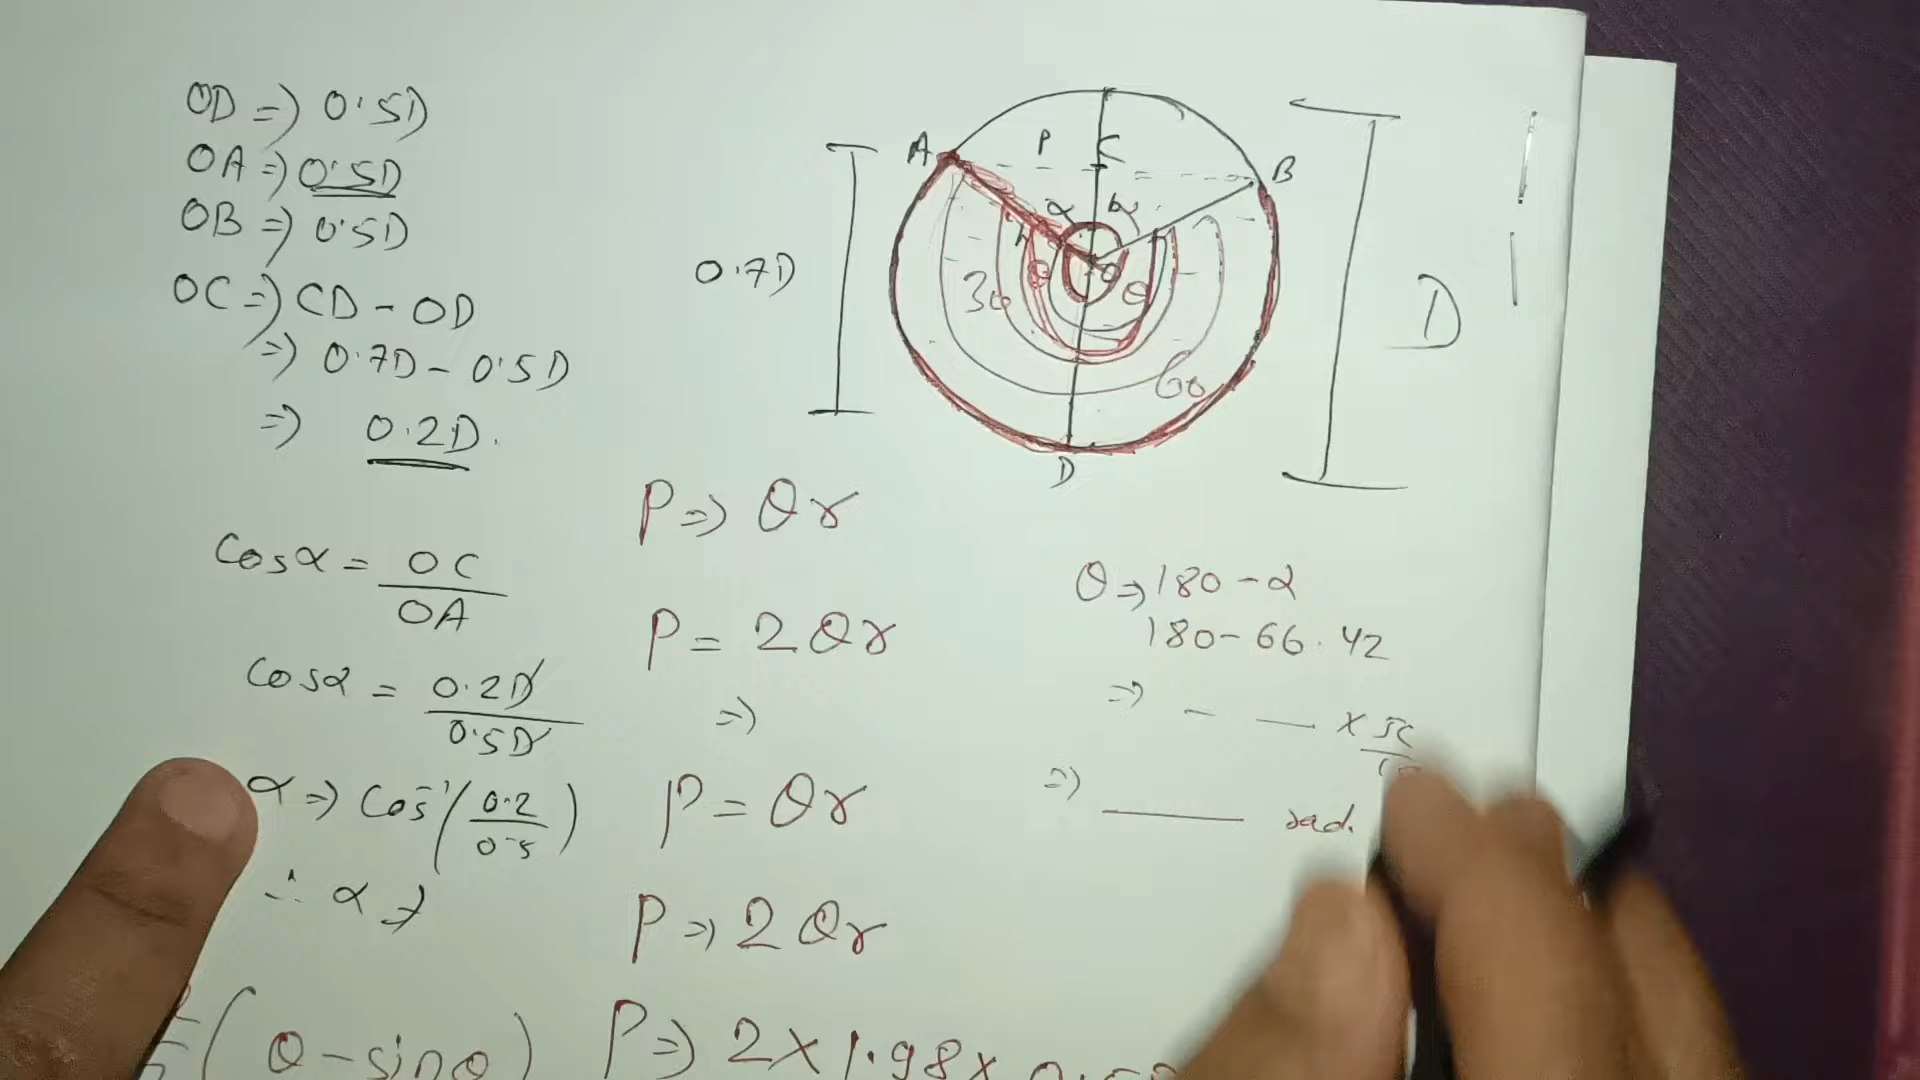 OD ⇒ 0.5D
OA ⇒ 0.5D
OB ⇒ 0.5D
OC ⇒ CD - OD
⇒ 0.7D - 0.5D
⇒ 0.2D.
Cosα = OC / OA
Cosα = 0.2D / 0.5D
α ⇒ Cos⁻¹(0.2 / 0.5)
∴ α ⇒
(θ - sinθ)
P ⇒ θr
P = 2θr
⇒
P = θr
P ⇒ 2θr
P ⇒ 2 x 1.98 x
A
P
C
B
α
θ
θ
30
60
D
0.7D
D
θ ⇒ 180 - α
180 - 66.42
⇒ - — x π
⇒ — rad.